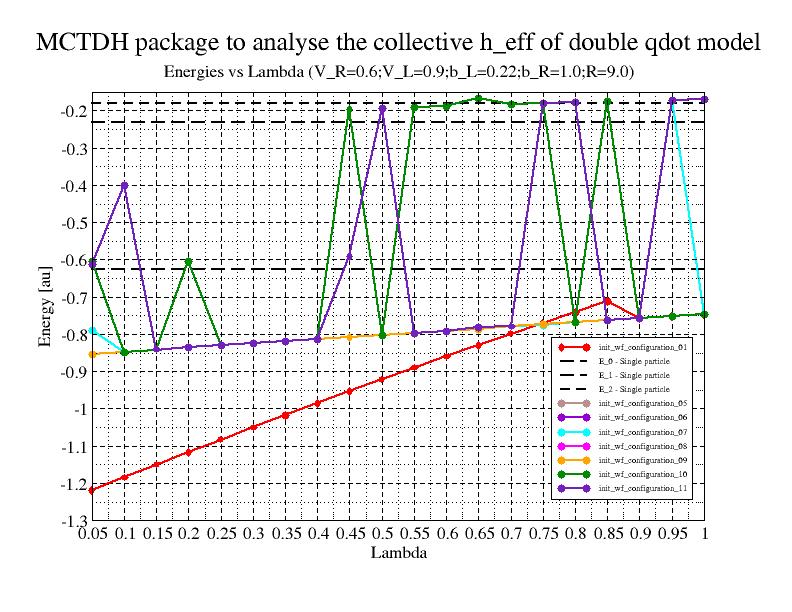 MCTDH package to analyse the collective h_eff of double qdot model
Energies vs Lambda (V_R=0.6;V_L=0.9;b_L=0.22;b_R=1.0;R=9.0)
-0.2
-0.3
-0.4
-0.5
-0.6
-0.7
-0.8
-0.9
-1
-1.1
-1.2
-1.3
Energy [au]
init_wf_configuration_01
E_0 - Single particle
E_1 - Single particle
E_2 - Single particle
init_wf_configuration_05
init_wf_configuration_06
init_wf_configuration_07
init_wf_configuration_08
init_wf_configuration_09
init_wf_configuration_10
init_wf_configuration_11
0.05 0.1 0.15 0.2 0.25 0.3 0.35 0.4 0.45 0.5 0.55 0.6 0.65 0.7 0.75 0.8 0.85 0.9 0.95 1
Lambda